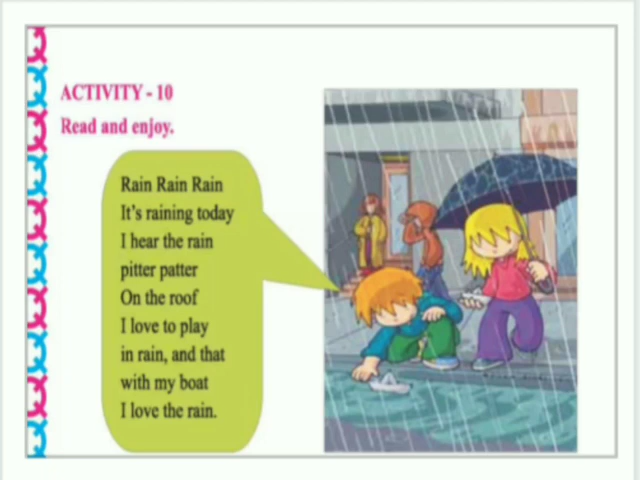 ACTIVITY - 10
Read and enjoy.
Rain Rain Rain
It's raining today
I hear the rain
pitter patter
On the roof
I love to play
in rain, and that
with my boat
I love the rain.